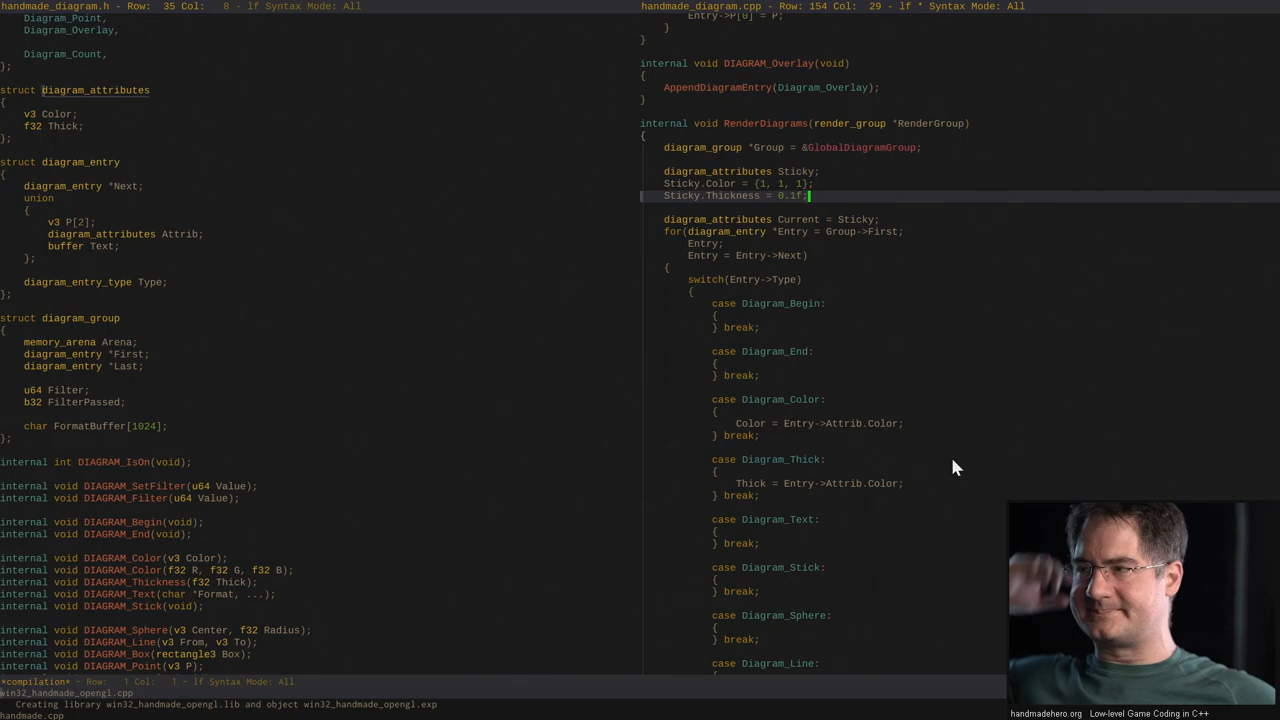 handmade_diagram.h - Row: 35 Col: 8 - lf Syntax Mode: All
Diagram_Point,
Diagram_Overlay,
Diagram_Count,
};
struct diagram_attributes
{
v3 Color;
f32 Thick;
};
struct diagram_entry
{
diagram_entry *Next;
union
{
v3 P[2];
diagram_attributes Attrib;
buffer Text;
};
diagram_entry_type Type;
};
struct diagram_group
{
memory_arena Arena;
diagram_entry *First;
diagram_entry *Last;
u64 Filter;
b32 FilterPassed;
char FormatBuffer[1024];
};
internal int DIAGRAM_IsOn(void);
internal void DIAGRAM_SetFilter(u64 Value);
internal void DIAGRAM_Filter(u64 Value);
internal void DIAGRAM_Begin(void);
internal void DIAGRAM_End(void);
internal void DIAGRAM_Color(v3 Color);
internal void DIAGRAM_Color(f32 R, f32 G, f32 B);
internal void DIAGRAM_Thickness(f32 Thick);
internal void DIAGRAM_Text(char *Format, ...);
internal void DIAGRAM_Stick(void);
internal void DIAGRAM_Sphere(v3 Center, f32 Radius);
internal void DIAGRAM_Line(v3 From, v3 To);
internal void DIAGRAM_Box(rectangle3 Box);
internal void DIAGRAM_Point(v3 P);
handmade_diagram.cpp - Row: 154 Col: 29 - lf * Syntax Mode: All
Entry->P[0] = P;
}
}
internal void DIAGRAM_Overlay(void)
{
AppendDiagramEntry(Diagram_Overlay);
}
internal void RenderDiagrams(render_group *RenderGroup)
{
diagram_group *Group = &GlobalDiagramGroup;
diagram_attributes Sticky;
Sticky.Color = {1, 1, 1};
Sticky.Thickness = 0.1f;
diagram_attributes Current = Sticky;
for(diagram_entry *Entry = Group->First;
Entry;
Entry = Entry->Next)
{
switch(Entry->Type)
{
case Diagram_Begin:
{
} break;
case Diagram_End:
{
} break;
case Diagram_Color:
{
Color = Entry->Attrib.Color;
} break;
case Diagram_Thick:
{
Thick = Entry->Attrib.Color;
} break;
case Diagram_Text:
{
} break;
case Diagram_Stick:
{
} break;
case Diagram_Sphere:
{
} break;
case Diagram_Line:
*compilation* - Row: 1 Col: 1 - lf Syntax Mode: All
win32_handmade_opengl.cpp
Creating library win32_handmade_opengl.lib and object win32_handmade_opengl.exp
handmade.cpp
handmadehero.org Low-level Game Coding in C++